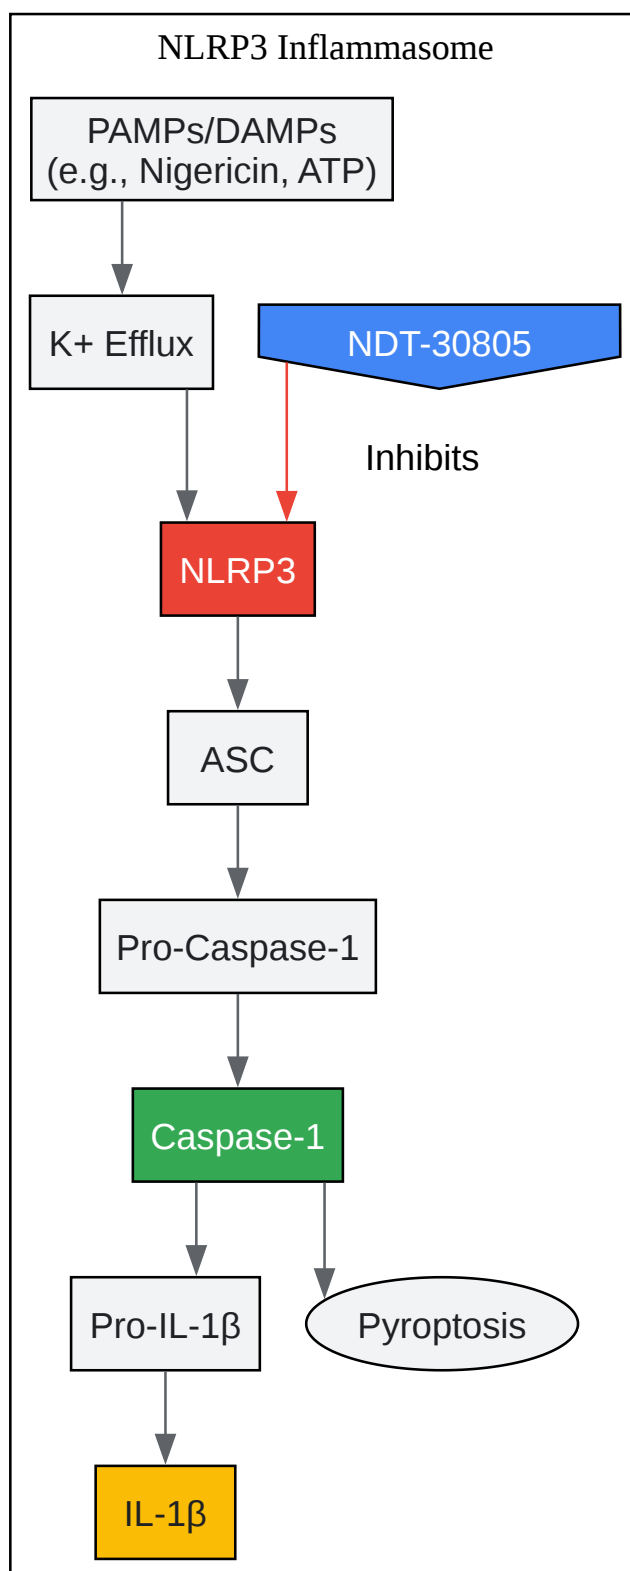 NLRP3 Inflammasome
PAMPs/DAMPs
(e.g., Nigericin, ATP)
K+ Efflux
NDT-30805
Inhibits
NLRP3
ASC
Pro-Caspase-1
Caspase-1
Pro-IL-1β
Pyroptosis
IL-1β